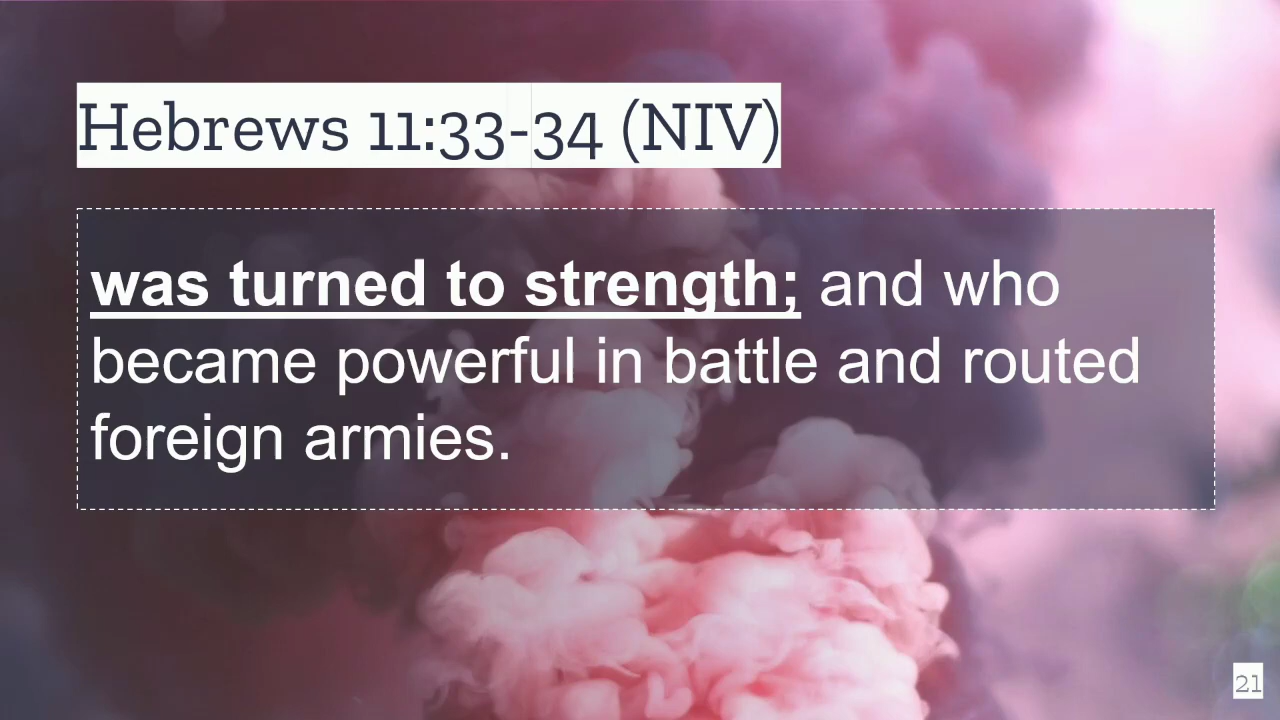 Hebrews 11:33-34 (NIV)
was turned to strength; and who
became powerful in battle and routed
foreign armies.
21